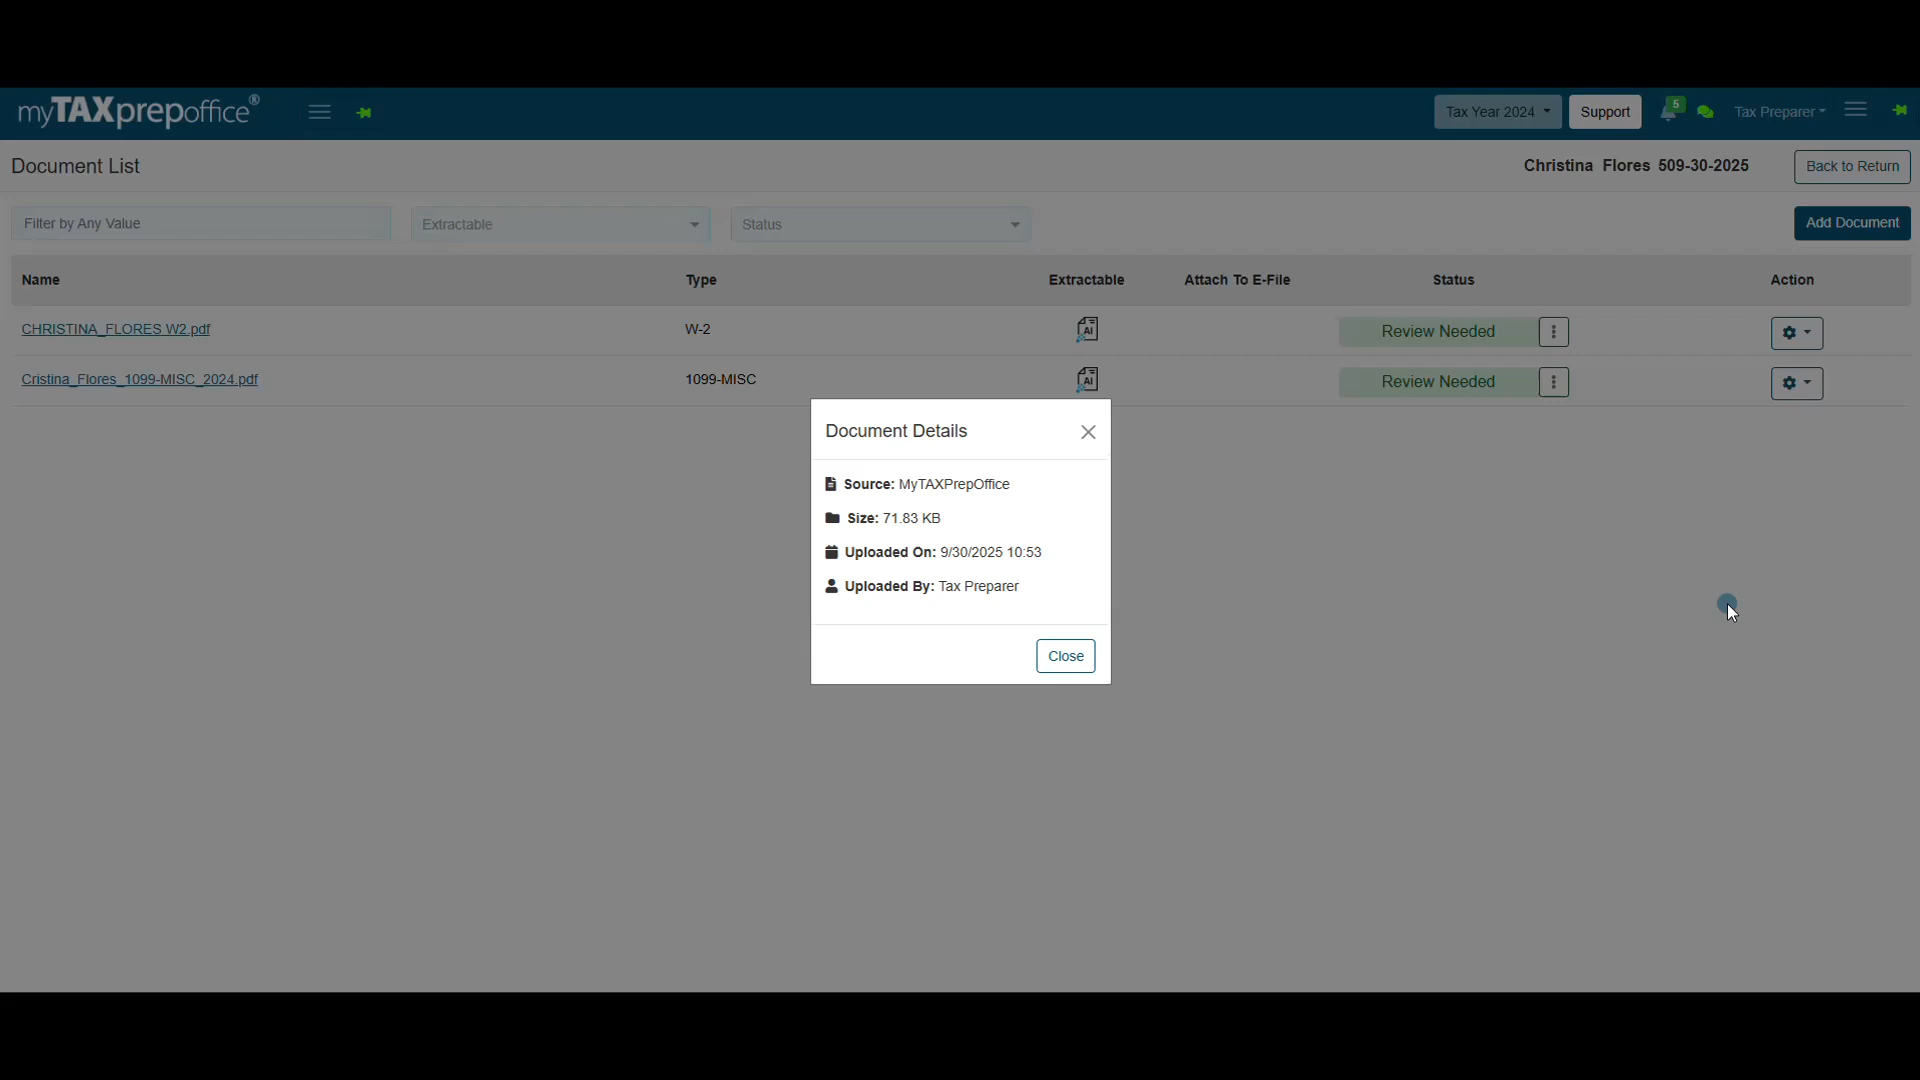 myTAXprepoffice®
Tax Year 2024
Support
5
Tax Preparer
Document List
Christina Flores 509-30-2025
Back to Return
Filter by Any Value
Extractable
Status
Add Document
Name Type Extractable Attach To E-File Status Action
CHRISTINA_FLORES W2.pdf W-2 AI Review Needed
Cristina_Flores_1099-MISC_2024.pdf 1099-MISC AI Review Needed
Document Details
Source: MyTAXPrepOffice
Size: 71.83 KB
Uploaded On: 9/30/2025 10:53
Uploaded By: Tax Preparer
Close